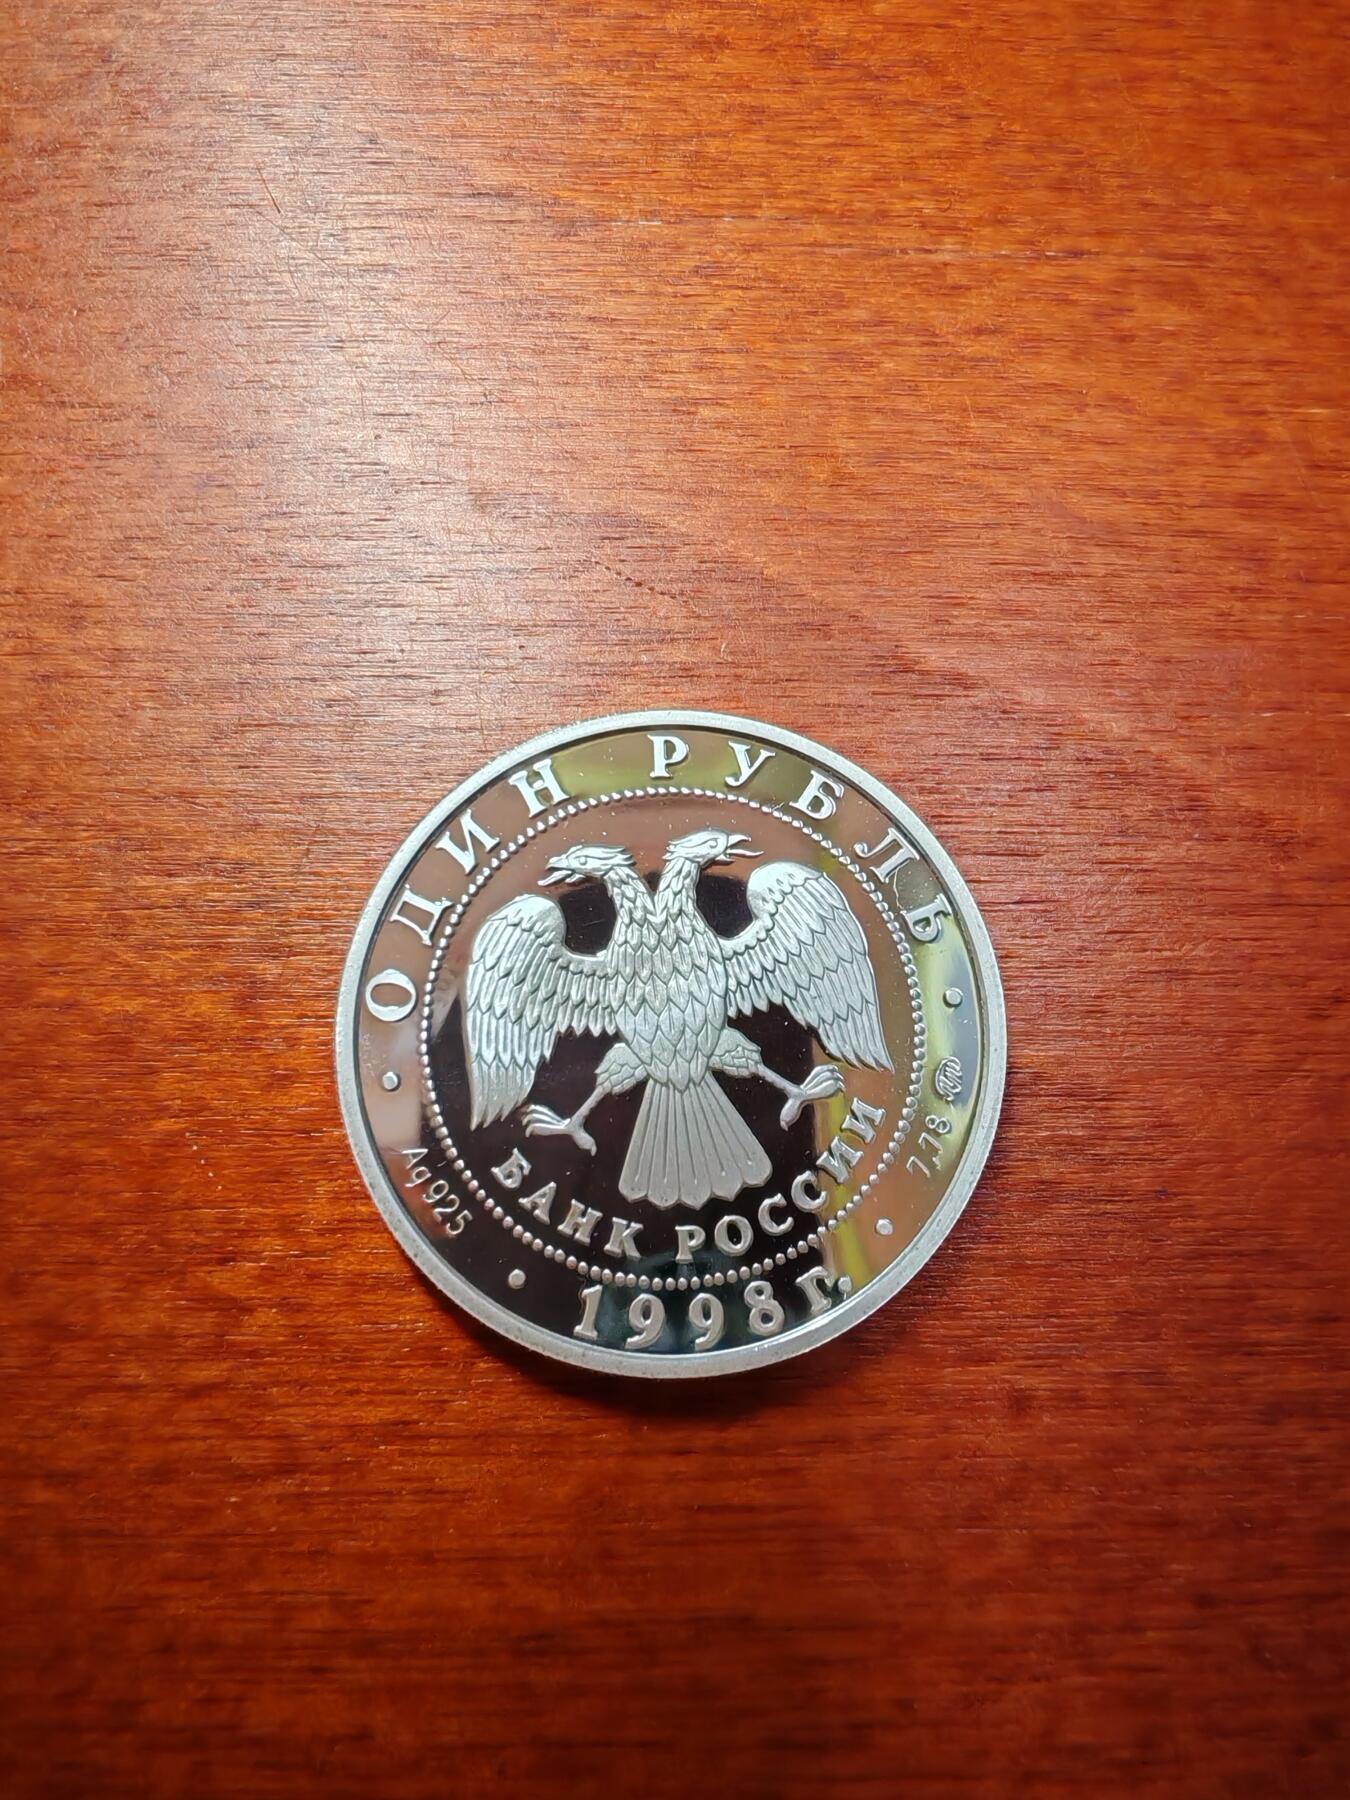 ОДИН РУБЛЬ
БАНК РОССИИ
Ag 925
1998 г.
7,78